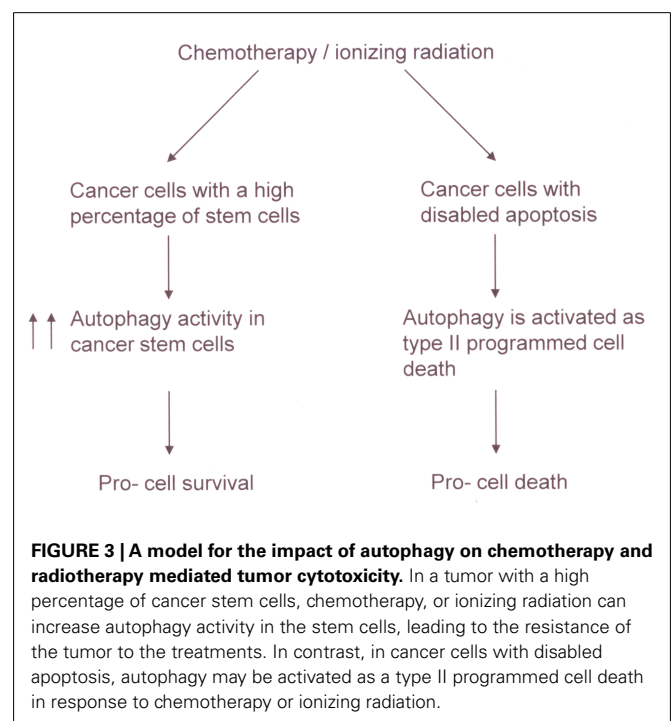 Chemotherapy / ionizing radiation
Cancer cells with a high
percentage of stem cells
Cancer cells with
disabled apoptosis
Autophagy activity in
cancer stem cells
Autophagy is activated as
type II programmed cell
death
Pro- cell survival
Pro- cell death
FIGURE 3 | A model for the impact of autophagy on chemotherapy and
radiotherapy mediated tumor cytotoxicity. In a tumor with a high
percentage of cancer stem cells, chemotherapy, or ionizing radiation can
increase autophagy activity in the stem cells, leading to the resistance of
the tumor to the treatments. In contrast, in cancer cells with disabled
apoptosis, autophagy may be activated as a type II programmed cell death
in response to chemotherapy or ionizing radiation.